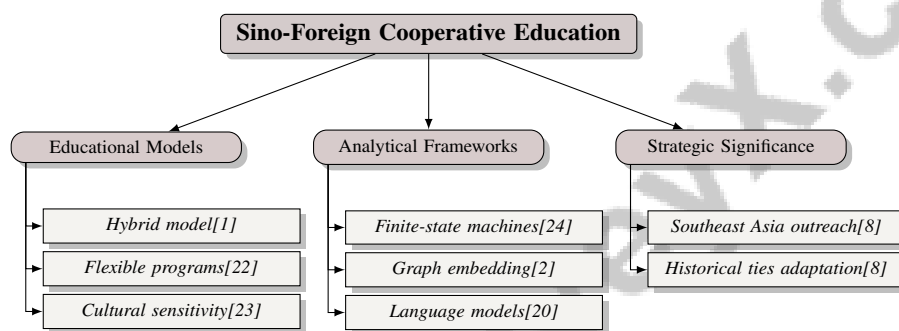 Sino-Foreign Cooperative Education
Educational Models
Analytical Frameworks
Strategic Significance
Hybrid model[1]
Flexible programs[22]
Cultural sensitivity[23]
Finite-state machines[24]
Graph embedding[2]
Language models[20]
Southeast Asia outreach[8]
Historical ties adaptation[8]